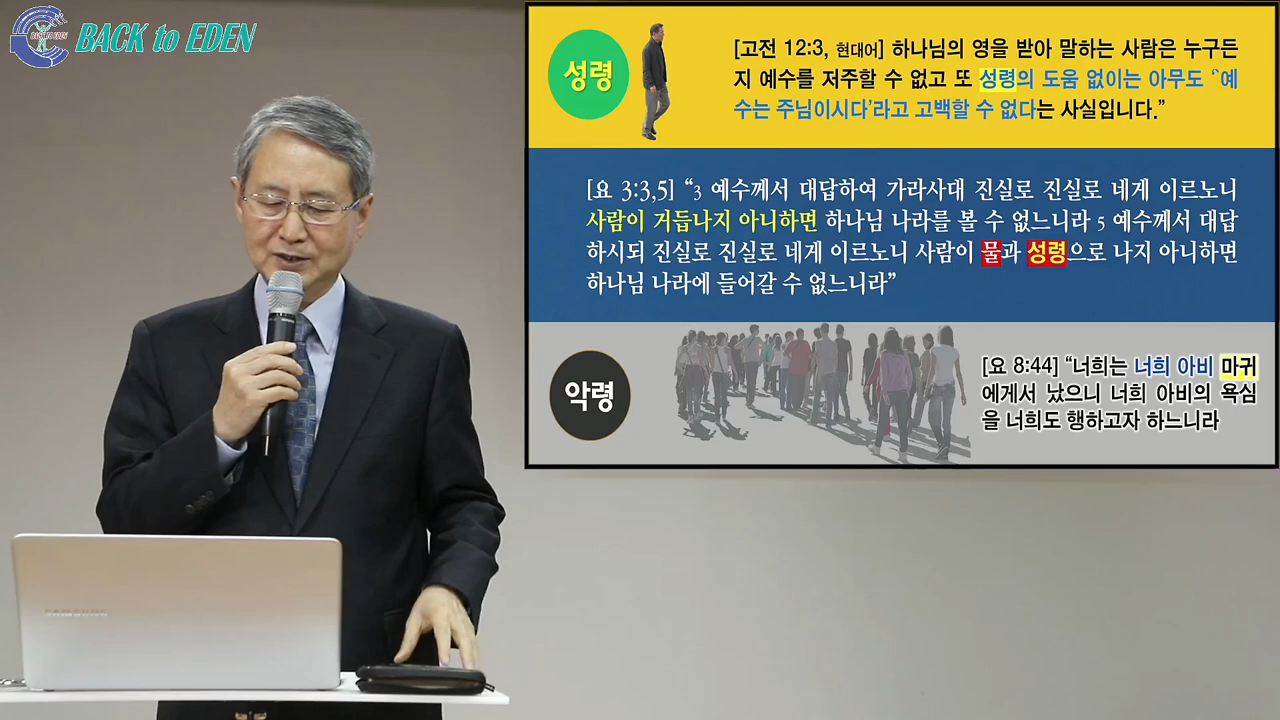 BACK to EDEN
BACK TO EDEN
성령
[고전 12:3, 현대어] 하나님의 영을 받아 말하는 사람은 누구든
지 예수를 저주할 수 없고 또 성령의 도움 없이는 아무도 ‘예
수는 주님이시다’라고 고백할 수 없다는 사실입니다.”
[요 3:3,5] “3 예수께서 대답하여 가라사대 진실로 진실로 네게 이르노니
사람이 거듭나지 아니하면 하나님 나라를 볼 수 없느니라 5 예수께서 대답
하시되 진실로 진실로 네게 이르노니 사람이 물과 성령으로 나지 아니하면
하나님 나라에 들어갈 수 없느니라”
악령
[요 8:44] “너희는 너희 아비 마귀
에게서 났으니 너희 아비의 욕심
을 너희도 행하고자 하느니라
SAMSUNG